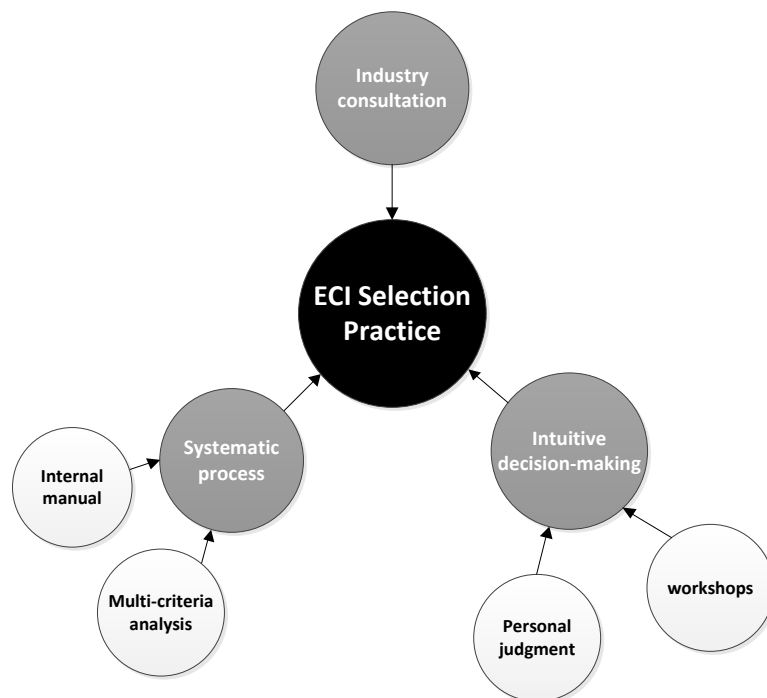 Industry
consultation
ECI Selection
Practice
Systematic
process
Intuitive
decision-making
Internal
manual
Multi-criteria
analysis
Personal
judgment
workshops